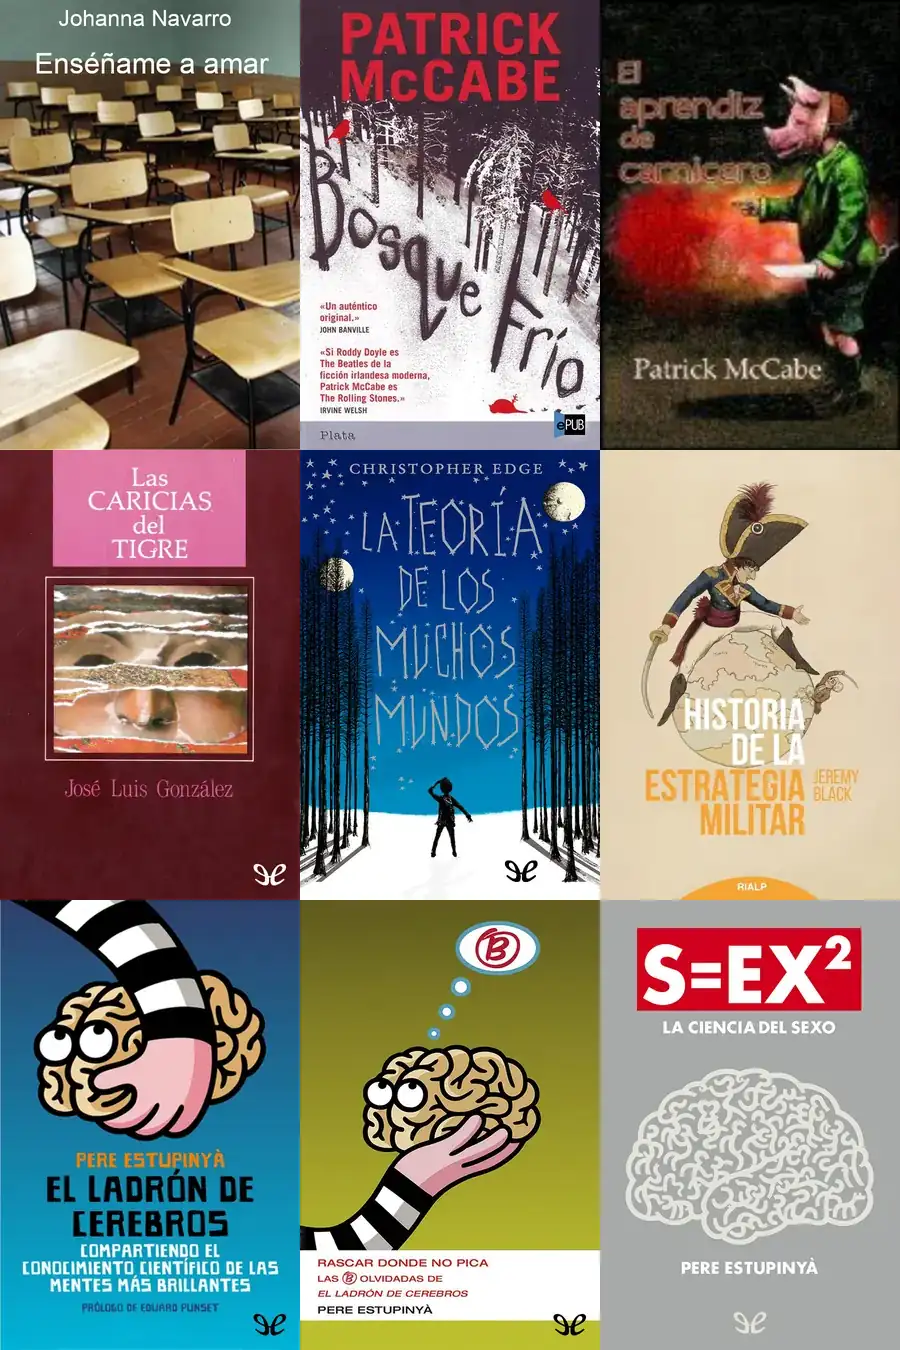 Johanna Navarro
Enséñame a amar
PATRICK
McCABE
Bosque Frío
«Un auténtico
original.»
JOHN BANVILLE
«Si Roddy Doyle es
The Beatles de la
ficción irlandesa moderna,
Patrick McCabe es
The Rolling Stones.»
IRVINE WELSH
Plata
ePUB
El
aprendiz
de
carnicero
Patrick McCabe
Las
CARICIAS
del
TIGRE
José Luis González
CHRISTOPHER EDGE
LA TEORÍA
DE LOS
MUCHOS
MUNDOS
HISTORIA
DE LA
ESTRATEGIA
MILITAR
JEREMY
BLACK
RIALP
PERE ESTUPINYÀ
EL LADRÓN DE
CEREBROS
COMPARTIENDO EL
CONOCIMIENTO CIENTÍFICO DE LAS
MENTES MÁS BRILLANTES
PRÓLOGO DE EDUARD PUNSET
B
RASCAR DONDE NO PICA
LAS B OLVIDADAS DE
EL LADRÓN DE CEREBROS
PERE ESTUPINYÀ
S=EX²
LA CIENCIA DEL SEXO
PERE ESTUPINYÀ